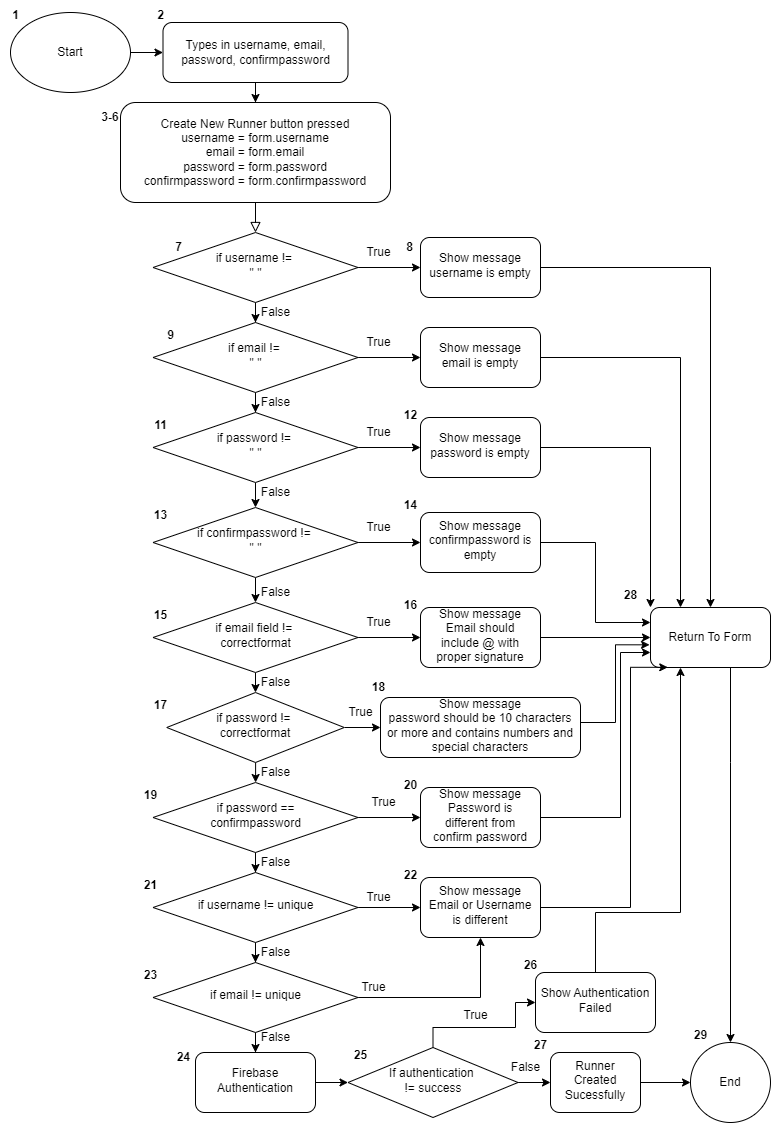 1
Start
2
Types in username, email,
password, confirmpassword
3-6
Create New Runner button pressed
username = form.username
email = form.email
password = form.password
confirmpassword = form.confirmpassword
7
if username !=
" "
True
8
Show message
username is empty
False
9
if email !=
" "
True
10
Show message
email is empty
False
11
if password !=
" "
True
12
Show message
password is empty
False
13
if confirmpassword !=
" "
True
14
Show message
confirmpassword is
empty
False
15
if email field !=
correctformat
True
16
Show message
Email should
include @ with
proper signature
28
Return To Form
False
17
if password !=
correctformat
True
18
Show message
password should be 10 characters
or more and contains numbers and
special characters
False
19
if password ==
confirmpassword
True
20
Show message
Password is
different from
confirm password
False
21
if username != unique
True
22
Show message
Email or Username
is different
False
23
if email != unique
True
False
24
Firebase
Authentication
25
If authentication
!= success
True
26
Show Authentication
Failed
False
27
Runner
Created
Sucessfully
29
End